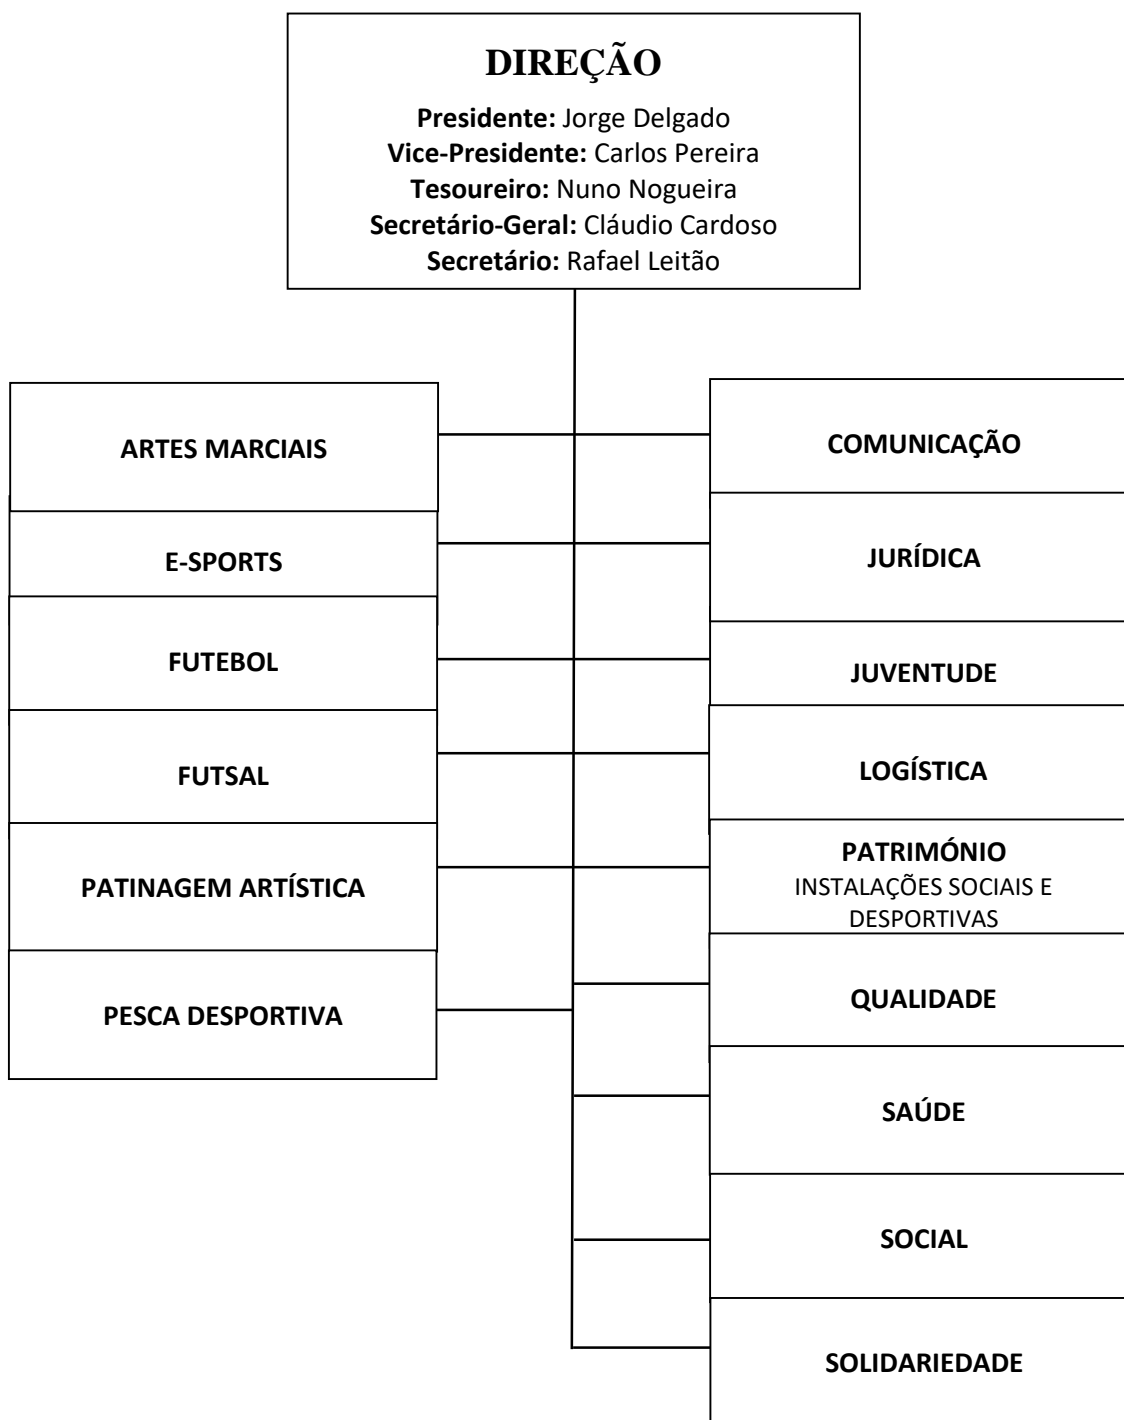 DIREÇÃO
Presidente: Jorge Delgado
Vice-Presidente: Carlos Pereira
Tesoureiro: Nuno Nogueira
Secretário-Geral: Cláudio Cardoso
Secretário: Rafael Leitão
ARTES MARCIAIS
E-SPORTS
FUTEBOL
FUTSAL
PATINAGEM ARTÍSTICA
PESCA DESPORTIVA
COMUNICAÇÃO
JURÍDICA
JUVENTUDE
LOGÍSTICA
PATRIMÓNIO
INSTALAÇÕES SOCIAIS E
DESPORTIVAS
QUALIDADE
SAÚDE
SOCIAL
SOLIDARIEDADE